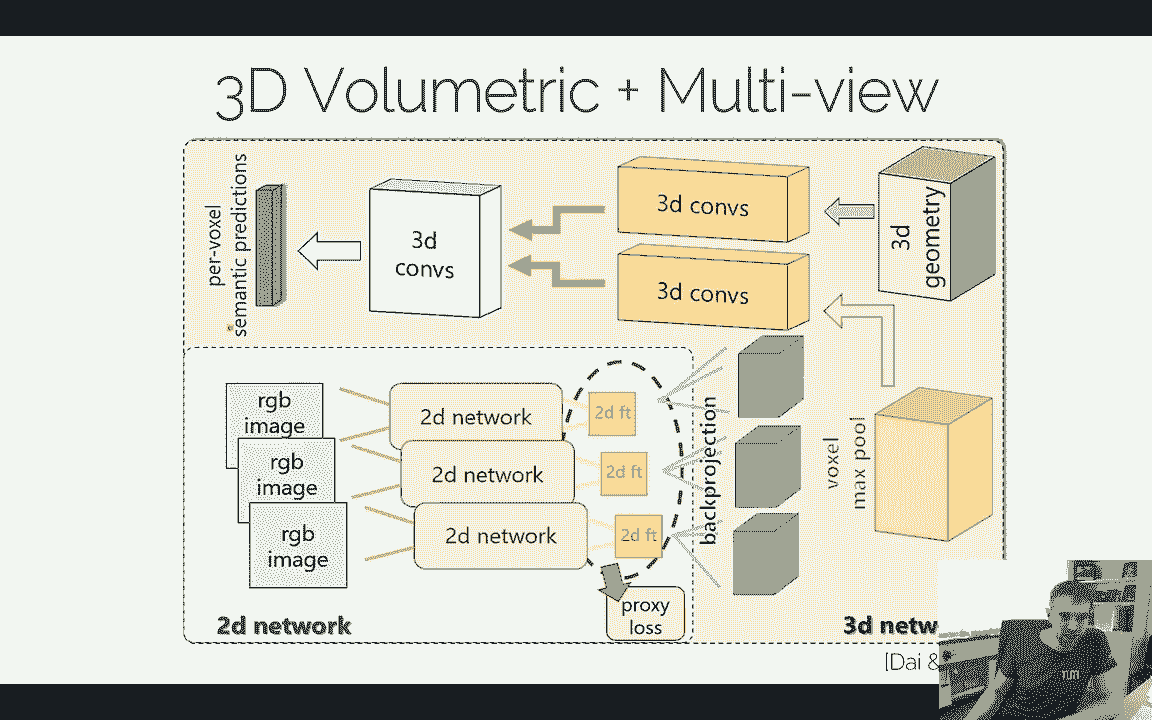 3D Volumetric + Multi-view
per-voxel
semantic predictions
3d
convs
3d convs
3d convs
3d
geometry
rgb
image
rgb
image
rgb
image
2d network
2d network
2d network
2d ft
2d ft
2d ft
backprojection
voxel
max pool
proxy
loss
2d network
3d netw
[Dai &
TUM